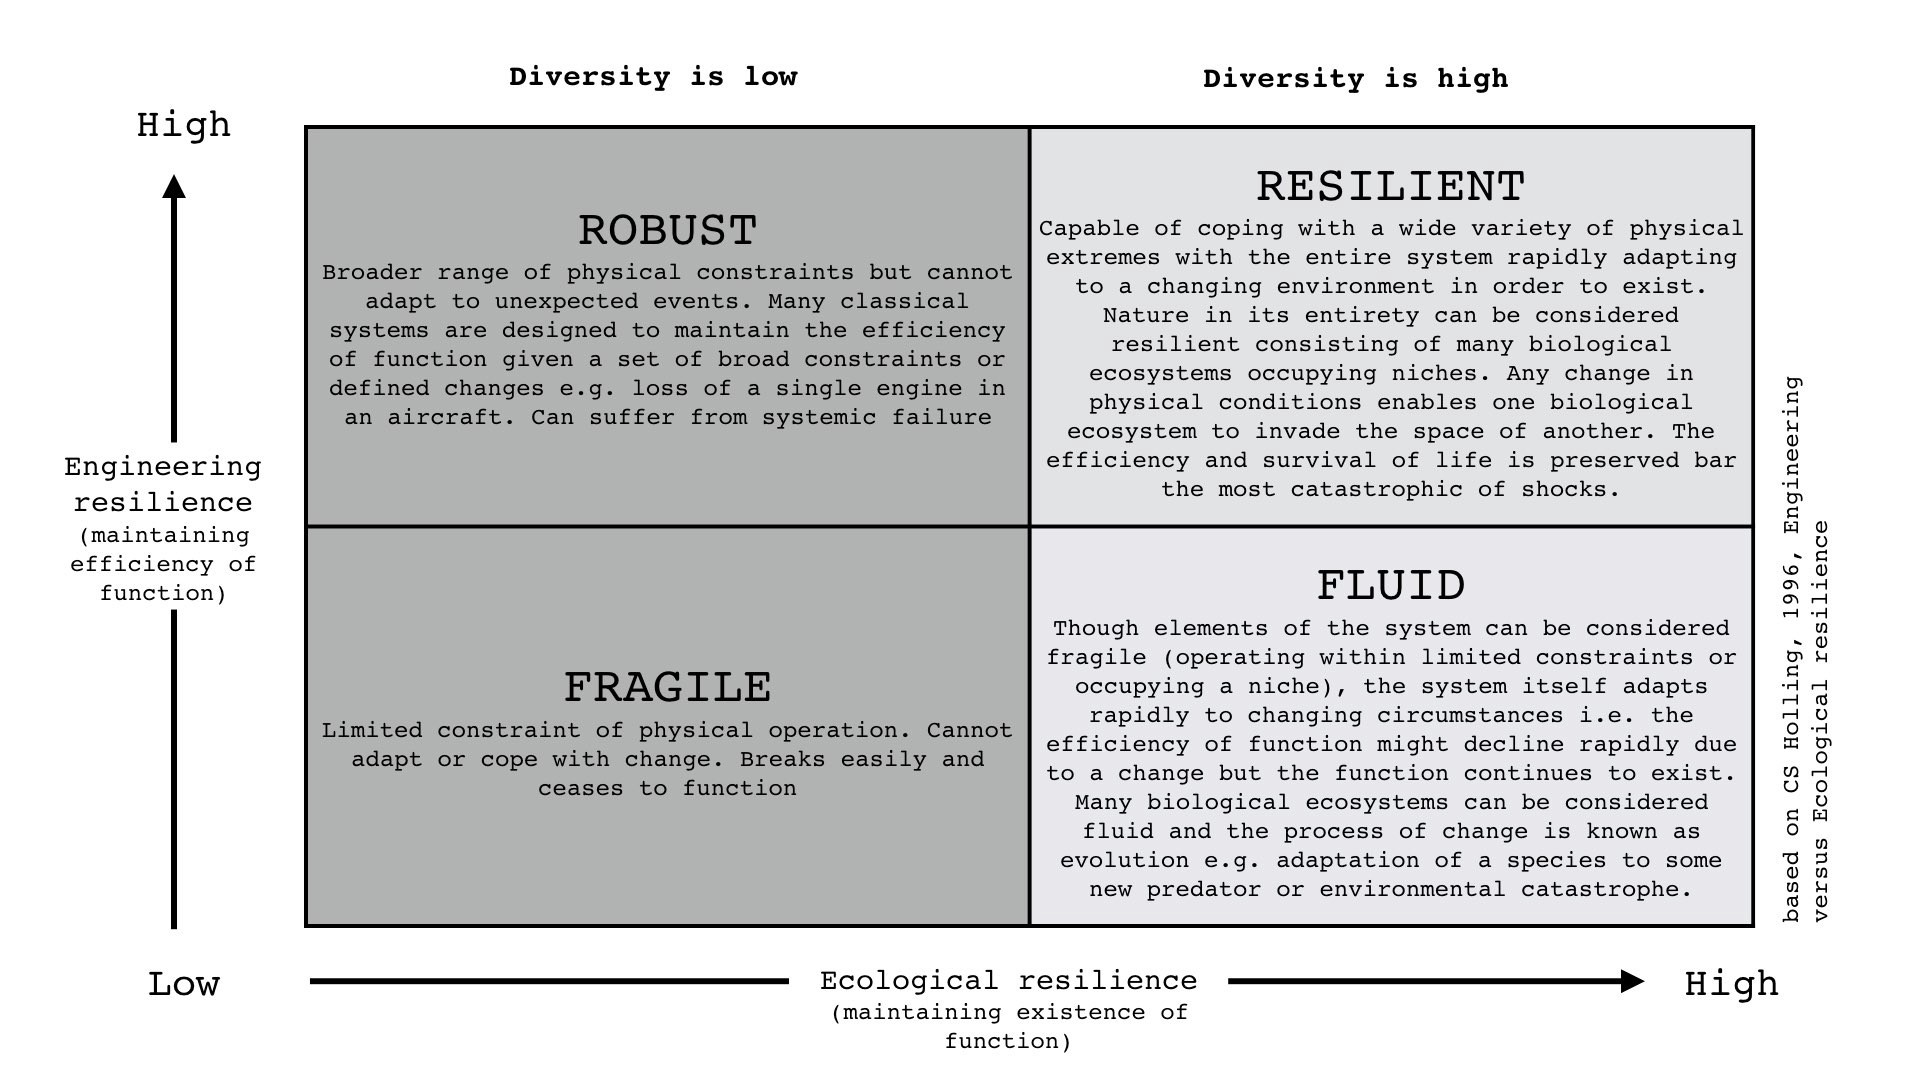 Diversity is low
Diversity is high
High
ROBUST
Broader range of physical constraints but cannot
adapt to unexpected events. Many classical
systems are designed to maintain the efficiency
of function given a set of broad constraints or
defined changes e.g. loss of a single engine in
an aircraft. Can suffer from systemic failure
RESILIENT
Capable of coping with a wide variety of physical
extremes with the entire system rapidly adapting
to a changing environment in order to exist.
Nature in its entirety can be considered
resilient consisting of many biological
ecosystems occupying niches. Any change in
physical conditions enables one biological
ecosystem to invade the space of another. The
efficiency and survival of life is preserved bar
the most catastrophic of shocks.
Engineering
resilience
(maintaining
efficiency of
function)
FRAGILE
Limited constraint of physical operation. Cannot
adapt or cope with change. Breaks easily and
ceases to function
FLUID
Though elements of the system can be considered
fragile (operating within limited constraints or
occupying a niche), the system itself adapts
rapidly to changing circumstances i.e. the
efficiency of function might decline rapidly due
to a change but the function continues to exist.
Many biological ecosystems can be considered
fluid and the process of change is known as
evolution e.g. adaptation of a species to some
new predator or environmental catastrophe.
based on CS Holling, 1996, Engineering
versus Ecological resilience
Low
Ecological resilience
(maintaining existence of
function)
High